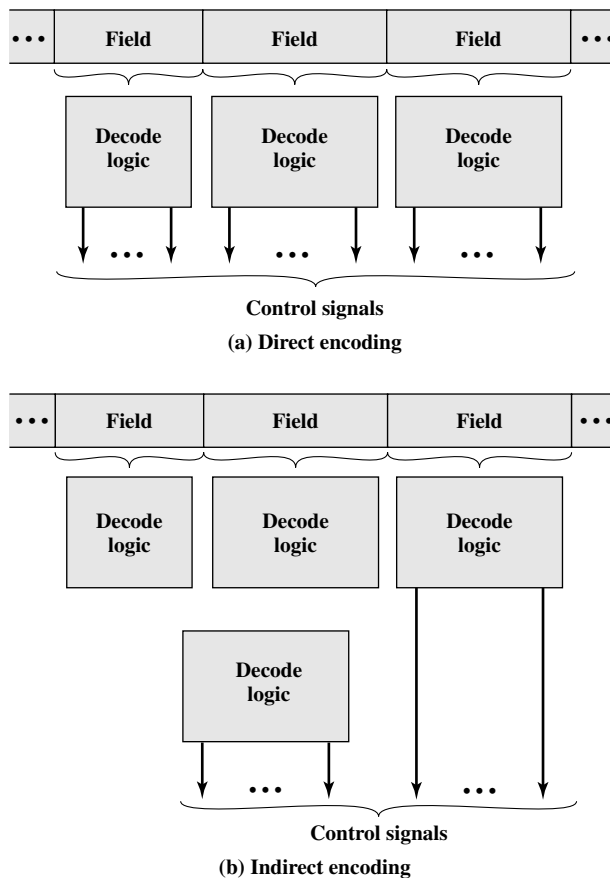 ••• Field Field Field •••
Decode logic
Decode logic
Decode logic
••• ••• •••
Control signals
(a) Direct encoding
••• Field Field Field •••
Decode logic
Decode logic
Decode logic
Decode logic
••• •••
Control signals
(b) Indirect encoding